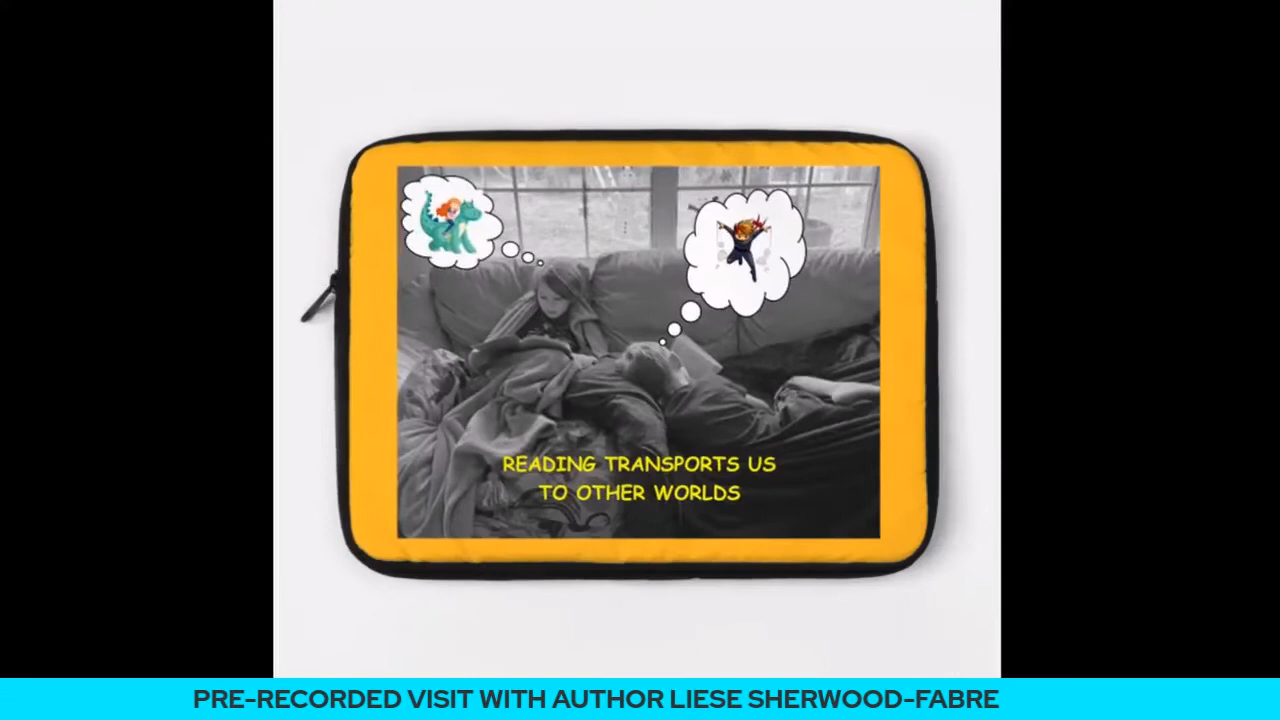 READING TRANSPORTS US
TO OTHER WORLDS
PRE-RECORDED VISIT WITH AUTHOR LIESE SHERWOOD-FABRE